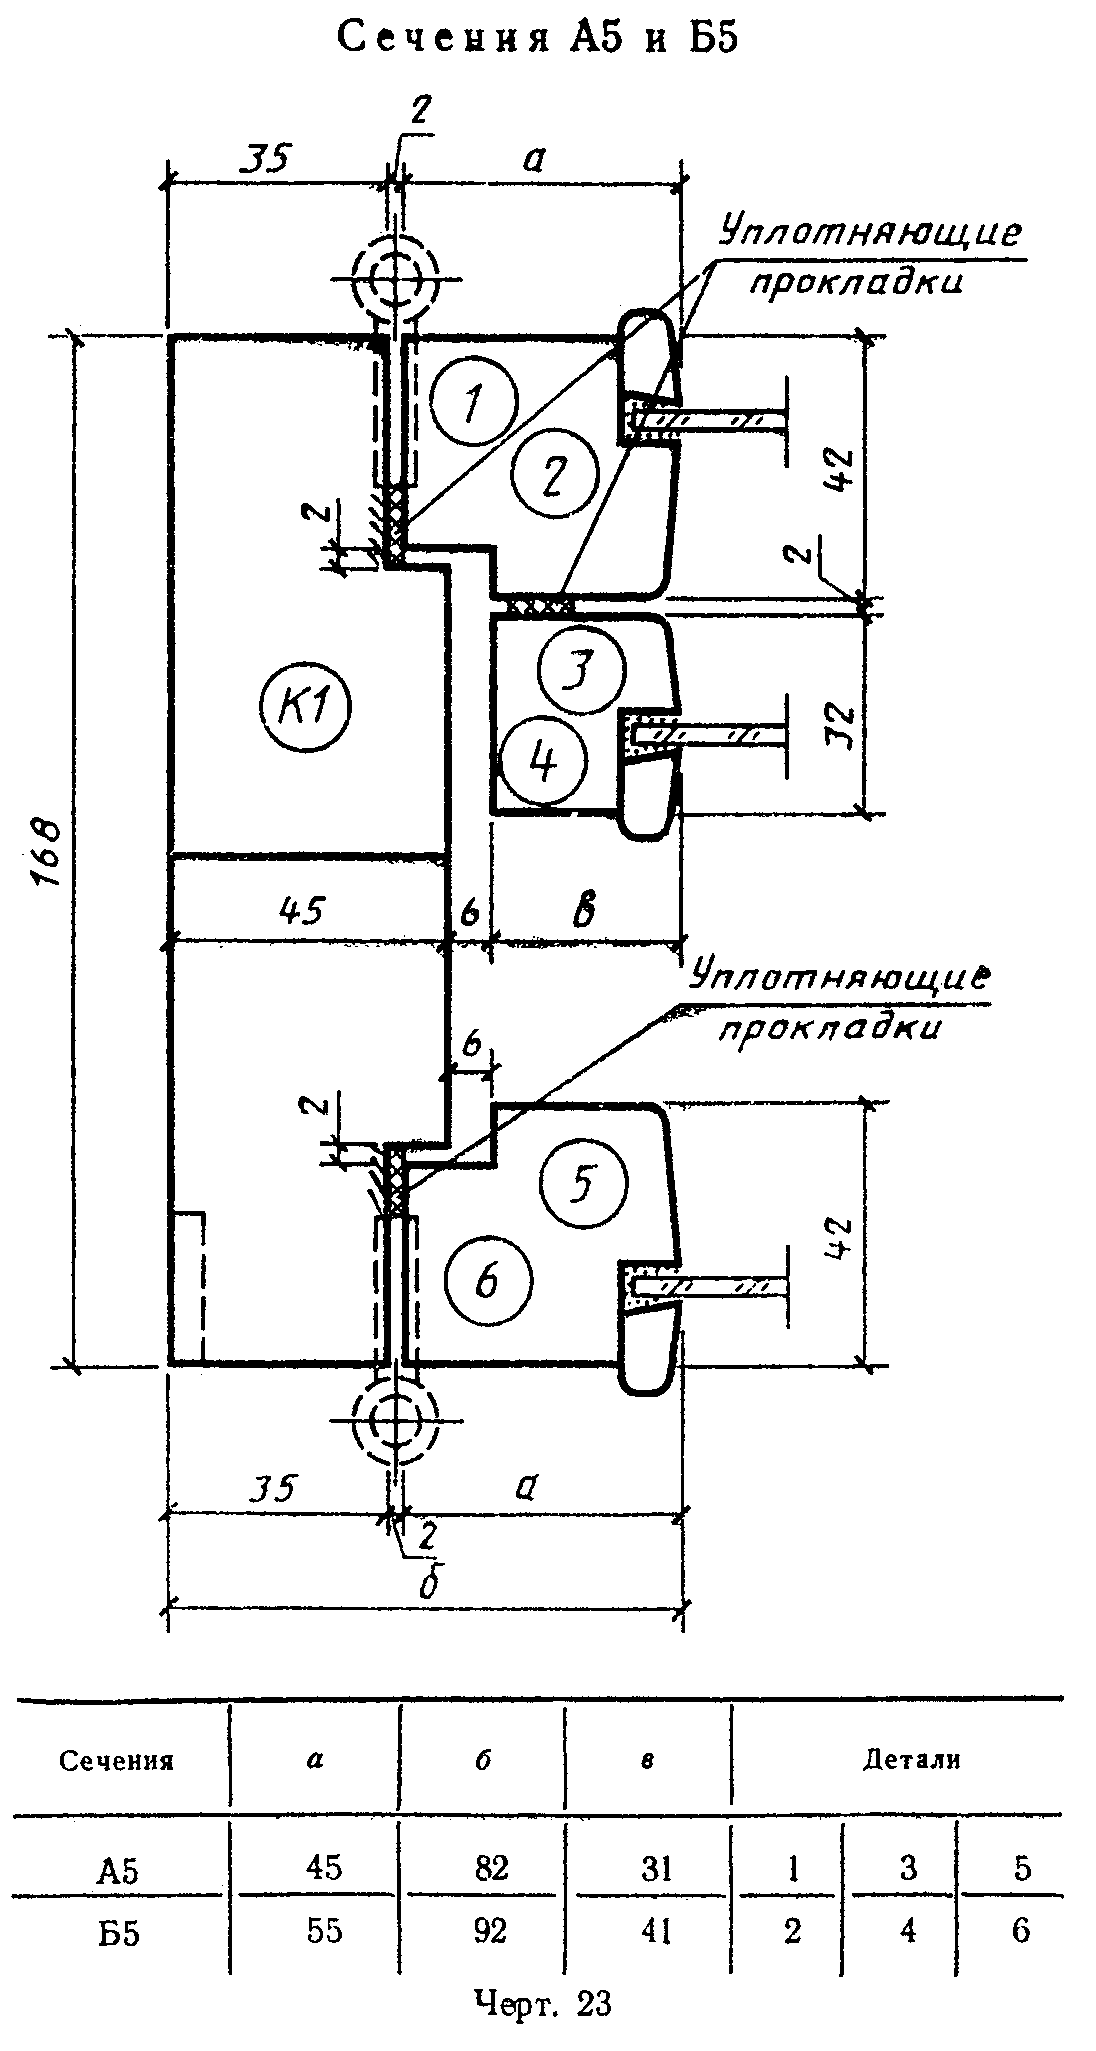 Сечения А5 и Б5
2
35
а
Уплотняющие
прокладки
1
2
42
2
2
3
К1
4
32
168
45
6
в
Уплотняющие
прокладки
6
2
5
42
6
35
а
2
б
Сечения а б в Детали
А5 45 82 31 1 3 5
Б5 55 92 41 2 4 6
Черт. 23